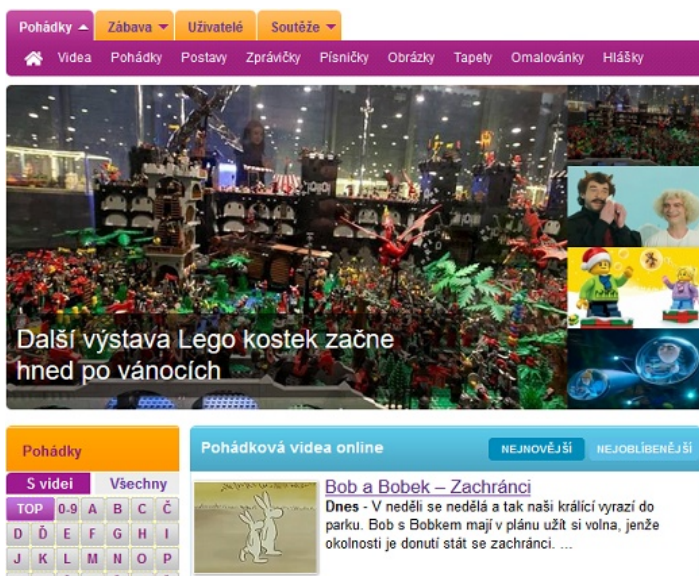 Pohádky
Zábava
Uživatelé
Soutěže
Videa Pohádky Postavy Zprávičky Písničky Obrázky Tapety Omalovánky Hlášky
Další výstava Lego kostek začne
hned po vánocích
Pohádky
S videi Všechny
TOP 0-9 A B C Č
D Ď E F G H I
J K L M N O P
Pohádková videa online
NEJNOVĚJŠÍ NEJOBLÍBENĚJŠÍ
Bob a Bobek – Zachránci
Dnes - V neděli se nedělá a tak naši králící vyrazí do
parku. Bob s Bobkem mají v plánu užít si volna, jenže
okolnosti je donutí stát se zachránci. ...